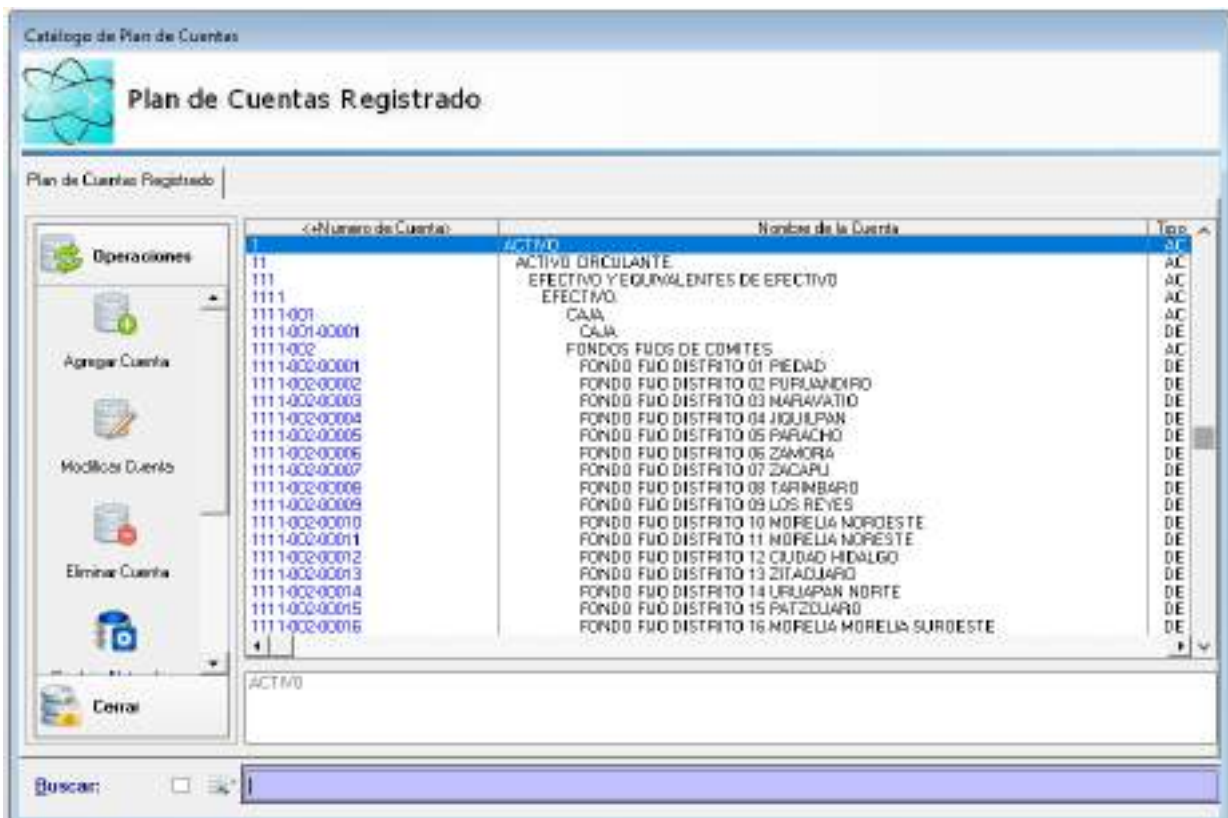 Catálogo de Plan de Cuentas
Plan de Cuentas Registrado
Plan de Cuentas Registrado
Operaciones
Agregar Cuenta
Modificar Cuenta
Eliminar Cuenta
Cerrar
<+Numero de Cuenta> Nombre de la Cuenta Tipo
1 ACTIVO AC
11 ACTIVO CIRCULANTE AC
111 EFECTIVO Y EQUIVALENTES DE EFECTIVO AC
1111 EFECTIVO. AC
1111-001 CAJA AC
1111-001-00001 CAJA DE
1111-002 FONDOS FIJOS DE COMITES AC
1111-002-00001 FONDO FIJO DISTRITO 01 PIEDAD DE
1111-002-00002 FONDO FIJO DISTRITO 02 PURUANDIRO DE
1111-002-00003 FONDO FIJO DISTRITO 03 MARAVATIO DE
1111-002-00004 FONDO FIJO DISTRITO 04 JIQUILPAN DE
1111-002-00005 FONDO FIJO DISTRITO 05 PARACHO DE
1111-002-00006 FONDO FIJO DISTRITO 06 ZAMORA DE
1111-002-00007 FONDO FIJO DISTRITO 07 ZACAPU DE
1111-002-00008 FONDO FIJO DISTRITO 08 TARIMBARO DE
1111-002-00009 FONDO FIJO DISTRITO 09 LOS REYES DE
1111-002-00010 FONDO FIJO DISTRITO 10 MORELIA NOROESTE DE
1111-002-00011 FONDO FIJO DISTRITO 11 MORELIA NORESTE DE
1111-002-00012 FONDO FIJO DISTRITO 12 CIUDAD HIDALGO DE
1111-002-00013 FONDO FIJO DISTRITO 13 ZITACUARO DE
1111-002-00014 FONDO FIJO DISTRITO 14 URUAPAN NORTE DE
1111-002-00015 FONDO FIJO DISTRITO 15 PATZCUARO DE
1111-002-00016 FONDO FIJO DISTRITO 16 MORELIA MORELIA SUROESTE DE
ACTIVO
Buscar: